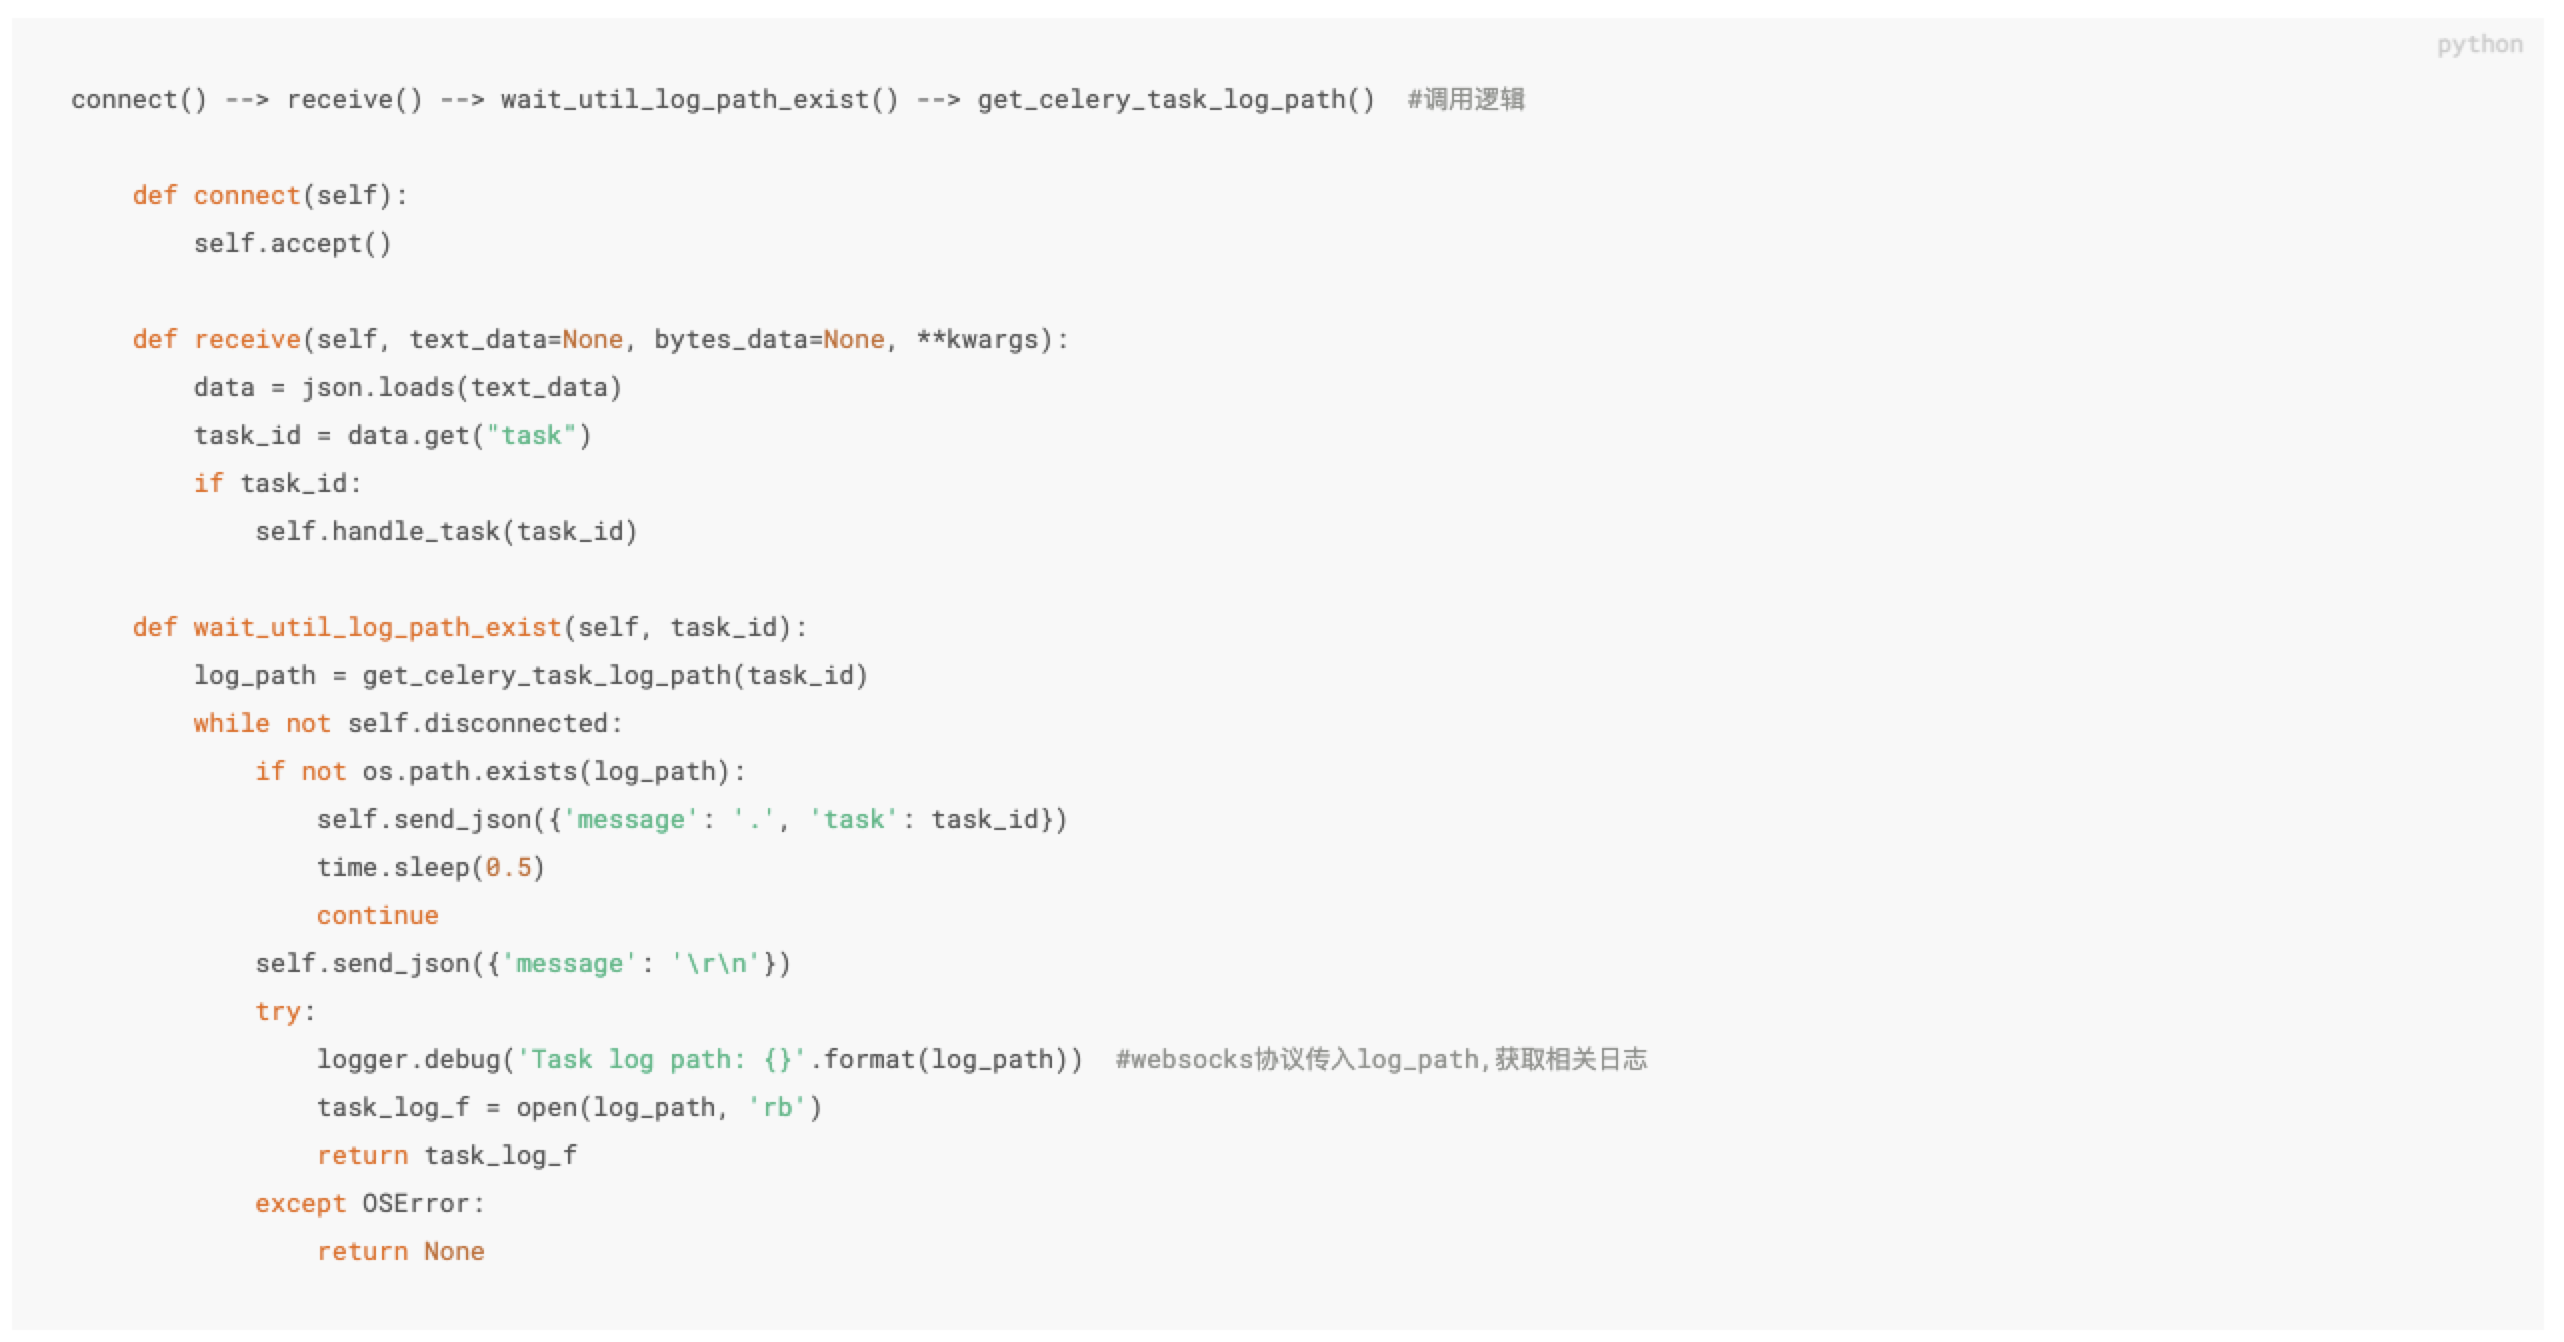 python
connect() --> receive() --> wait_util_log_path_exist() --> get_celery_task_log_path()  #调用逻辑
    def connect(self):
        self.accept()
    def receive(self, text_data=None, bytes_data=None, **kwargs):
        data = json.loads(text_data)
        task_id = data.get("task")
        if task_id:
            self.handle_task(task_id)
    def wait_util_log_path_exist(self, task_id):
        log_path = get_celery_task_log_path(task_id)
        while not self.disconnected:
            if not os.path.exists(log_path):
                self.send_json({'message': '.', 'task': task_id})
                time.sleep(0.5)
                continue
            self.send_json({'message': '\r\n'})
            try:
                logger.debug('Task log path: {}'.format(log_path))  #websocks协议传入log_path,获取相关日志
                task_log_f = open(log_path, 'rb')
                return task_log_f
            except OSError:
                return None